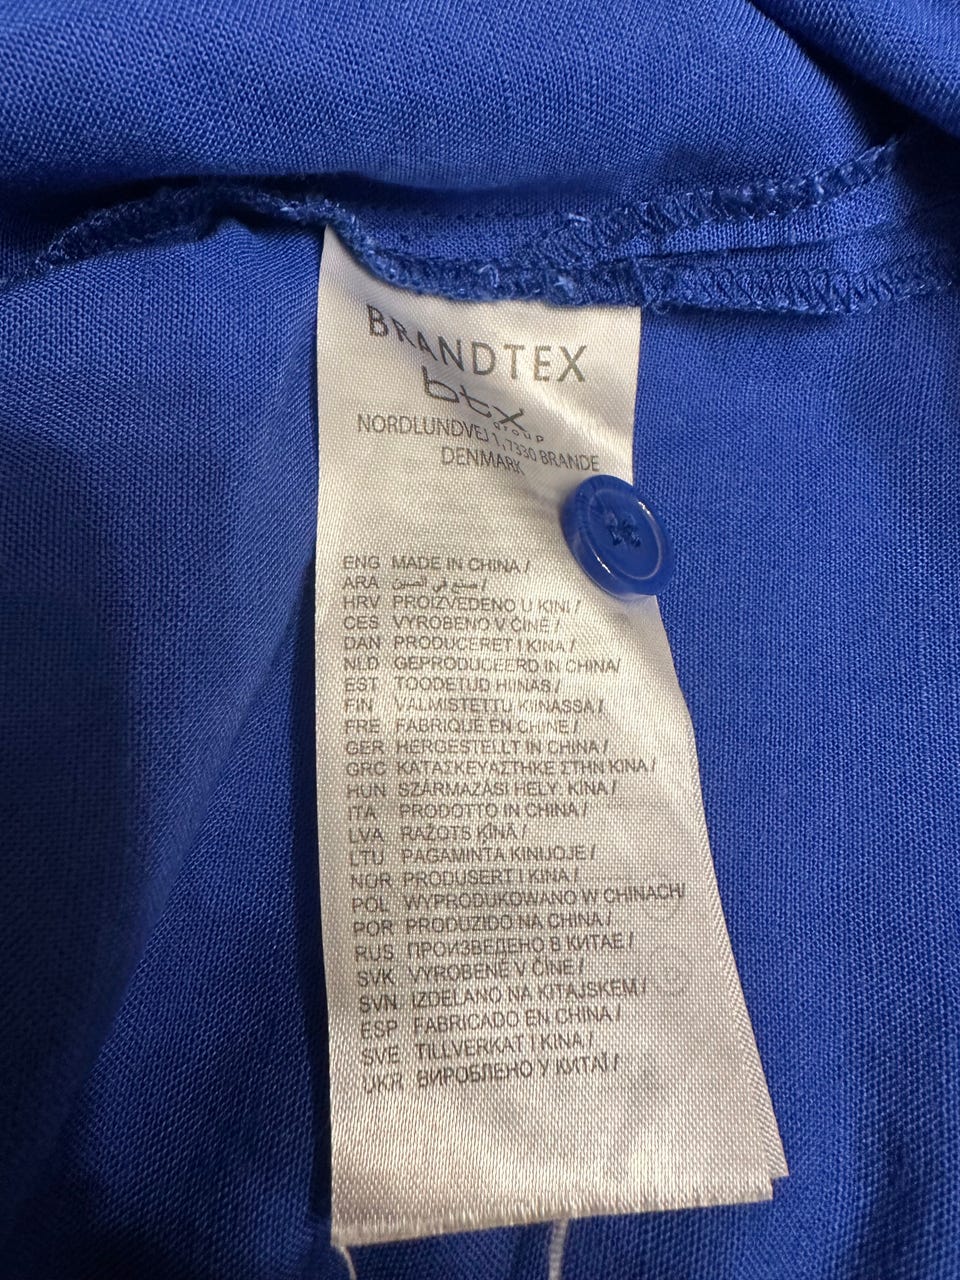 BRANDTEX
btx
group
NORDLUNDVEJ 1, 7330 BRANDE
DENMARK
ENG MADE IN CHINA /
ARA صنع في الصين /
HRV PROIZVEDENO U KINI /
CES VYROBENO V ČÍNĚ /
DAN PRODUCERET I KINA /
NLD GEPRODUCEERD IN CHINA/
EST TOODETUD HIINAS /
FIN VALMISTETTU KIINASSA /
FRE FABRIQUE EN CHINE /
GER HERGESTELLT IN CHINA /
GRC ΚΑΤΑΣΚΕΥΑΣΤΗΚΕ ΣΤΗΝ ΚΙΝΑ /
HUN SZÁRMAZÁSI HELY: KÍNA /
ITA PRODOTTO IN CHINA /
LVA RAŽOTS ĶĪNĀ /
LTU PAGAMINTA KINIJOJE /
NOR PRODUSERT I KINA /
POL WYPRODUKOWANO W CHINACH/
POR PRODUZIDO NA CHINA /
RUS ПРОИЗВЕДЕНО В КИТАЕ /
SVK VYROBENÉ V ČÍNE /
SVN IZDELANO NA KITAJSKEM /
ESP FABRICADO EN CHINA /
SVE TILLVERKAT I KINA /
UKR ВИРОБЛЕНО У КИТАЇ /